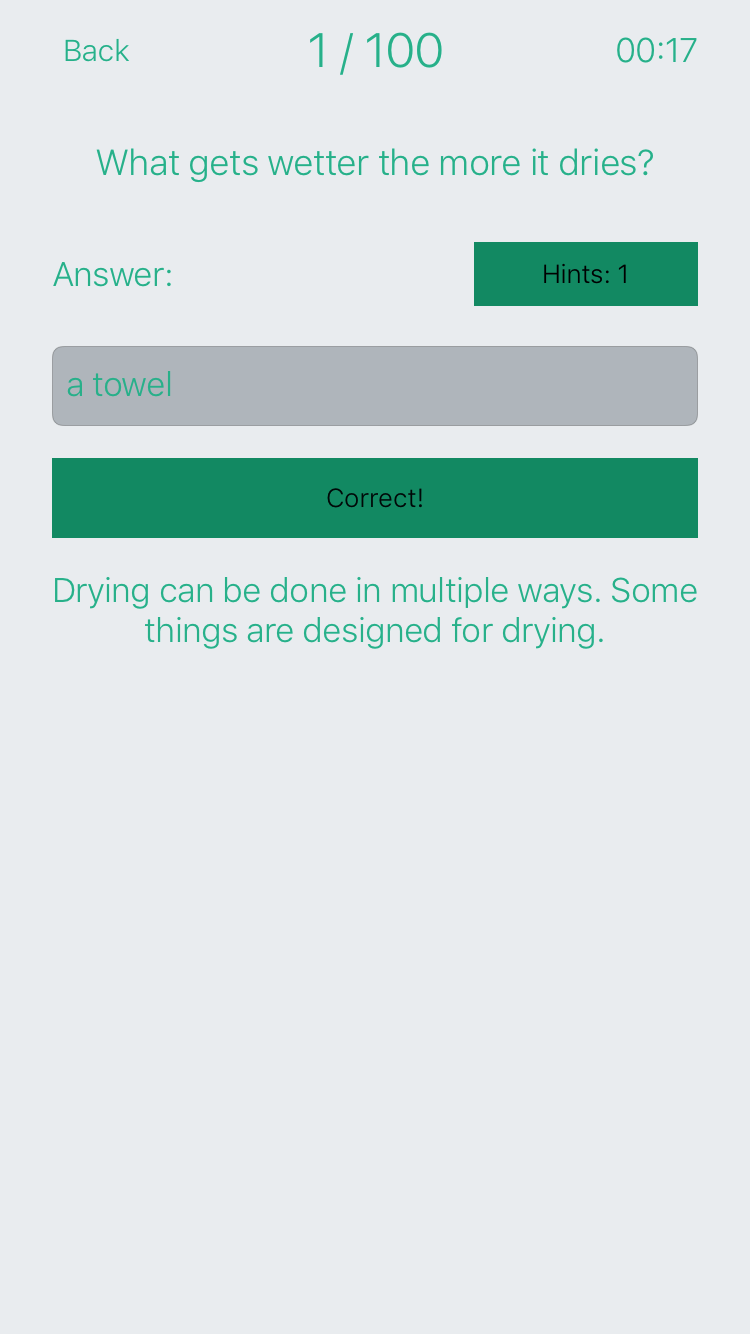 Back
1 / 100
00:17
What gets wetter the more it dries?
Answer:
Hints: 1
a towel
Correct!
Drying can be done in multiple ways. Some
things are designed for drying.